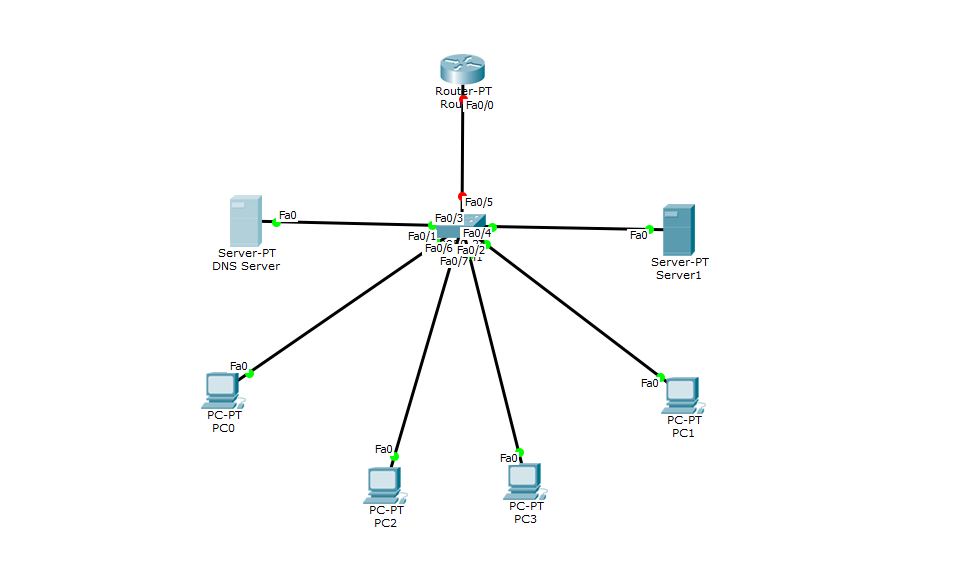 Router-PT
Rou
Fa0/0
Fa0/5
Fa0
Fa0/3
Fa0/1
Fa0/4
Fa0
Fa0/6
Fa0/2
Fa0/7
Server-PT
DNS Server
Server-PT
Server1
Fa0
PC-PT
PC0
Fa0
PC-PT
PC1
Fa0
PC-PT
PC2
Fa0
PC-PT
PC3